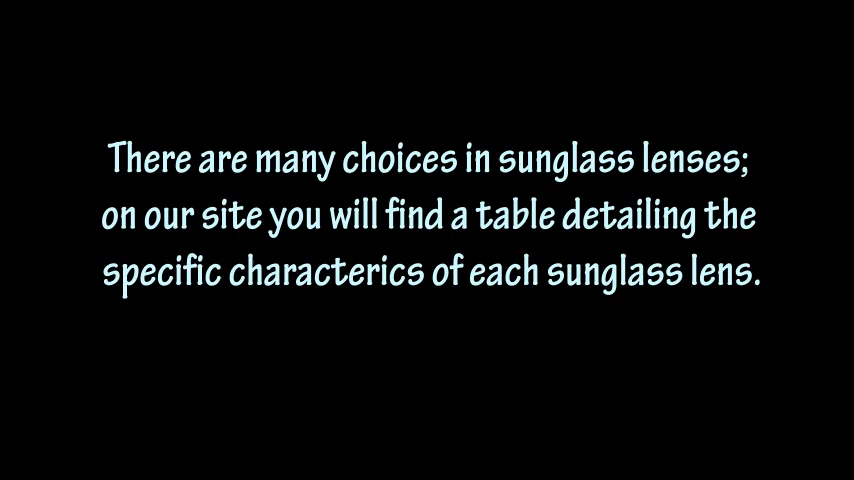 There are many choices in sunglass lenses;
on our site you will find a table detailing the
specific characterics of each sunglass lens.